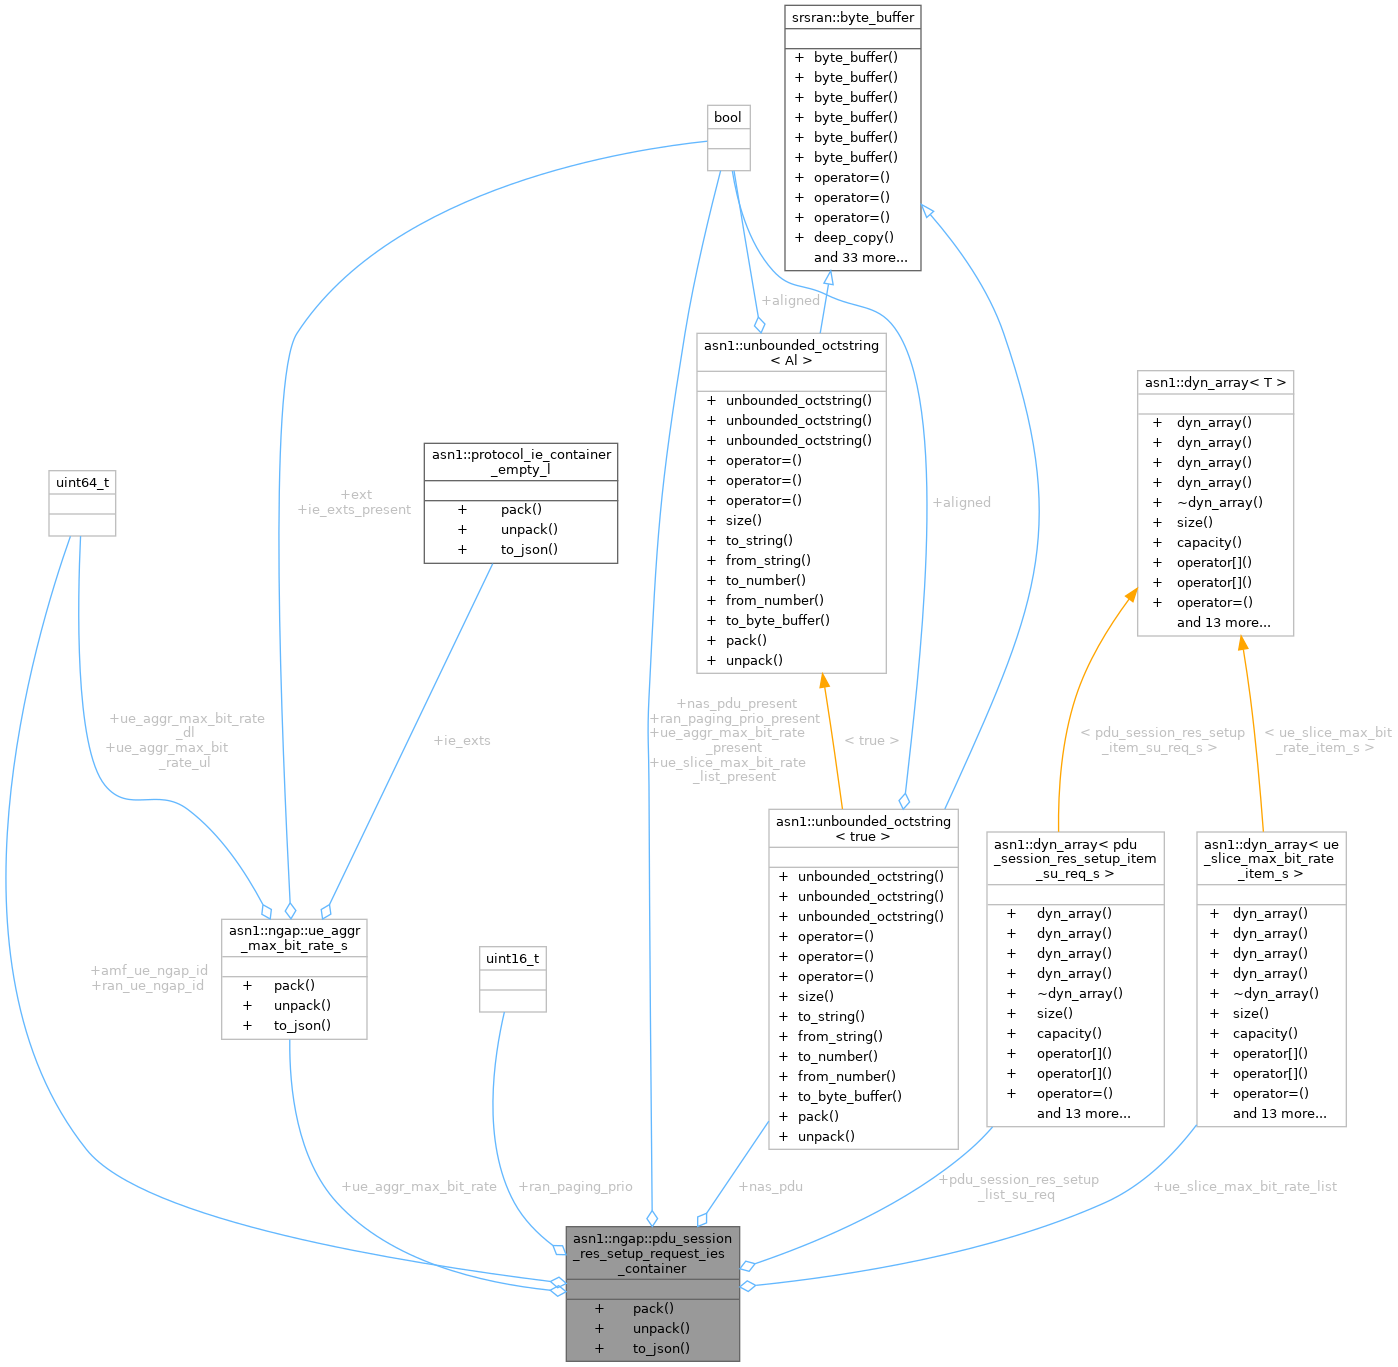 srsran::byte_buffer
+ byte_buffer()
+ byte_buffer()
+ byte_buffer()
+ byte_buffer()
+ byte_buffer()
+ byte_buffer()
+ operator=()
+ operator=()
+ operator=()
+ deep_copy()
and 33 more...
bool
+aligned
asn1::unbounded_octstring
< Al >
+ unbounded_octstring()
+ unbounded_octstring()
+ unbounded_octstring()
+ operator=()
+ operator=()
+ operator=()
+ size()
+ to_string()
+ from_string()
+ to_number()
+ from_number()
+ to_byte_buffer()
+ pack()
+ unpack()
asn1::dyn_array< T >
+ dyn_array()
+ dyn_array()
+ dyn_array()
+ dyn_array()
+ ~dyn_array()
+ size()
+ capacity()
+ operator[]()
+ operator[]()
+ operator=()
and 13 more...
asn1::protocol_ie_container
_empty_l
+ pack()
+ unpack()
+ to_json()
uint64_t
+ext
+ie_exts_present
+aligned
+ue_aggr_max_bit_rate
_dl
+ue_aggr_max_bit
_rate_ul
+ie_exts
+nas_pdu_present
+ran_paging_prio_present
+ue_aggr_max_bit_rate
_present
+ue_slice_max_bit_rate
_list_present
< true >
< pdu_session_res_setup
_item_su_req_s >
< ue_slice_max_bit
_rate_item_s >
asn1::unbounded_octstring
< true >
+ unbounded_octstring()
+ unbounded_octstring()
+ unbounded_octstring()
+ operator=()
+ operator=()
+ operator=()
+ size()
+ to_string()
+ from_string()
+ to_number()
+ from_number()
+ to_byte_buffer()
+ pack()
+ unpack()
asn1::dyn_array< pdu
_session_res_setup_item
_su_req_s >
+ dyn_array()
+ dyn_array()
+ dyn_array()
+ dyn_array()
+ ~dyn_array()
+ size()
+ capacity()
+ operator[]()
+ operator[]()
+ operator=()
and 13 more...
asn1::dyn_array< ue
_slice_max_bit_rate
_item_s >
+ dyn_array()
+ dyn_array()
+ dyn_array()
+ dyn_array()
+ ~dyn_array()
+ size()
+ capacity()
+ operator[]()
+ operator[]()
+ operator=()
and 13 more...
asn1::ngap::ue_aggr
_max_bit_rate_s
+ pack()
+ unpack()
+ to_json()
uint16_t
+amf_ue_ngap_id
+ran_ue_ngap_id
+ue_aggr_max_bit_rate
+ran_paging_prio
+nas_pdu
+pdu_session_res_setup
_list_su_req
+ue_slice_max_bit_rate_list
asn1::ngap::pdu_session
_res_setup_request_ies
_container
+ pack()
+ unpack()
+ to_json()